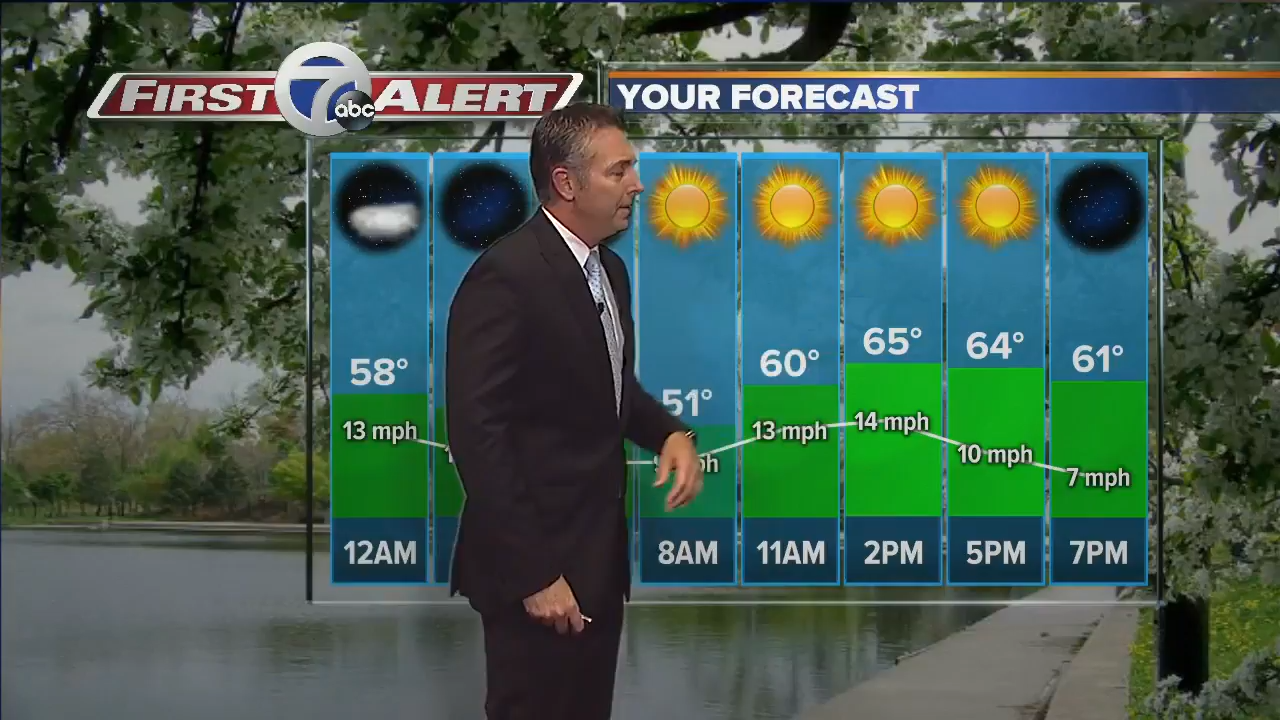 FIRST 7 abc ALERT
YOUR FORECAST
58° 51° 60° 65° 64° 61°
13 mph 13 mph 14 mph 10 mph 7 mph
12AM 8AM 11AM 2PM 5PM 7PM